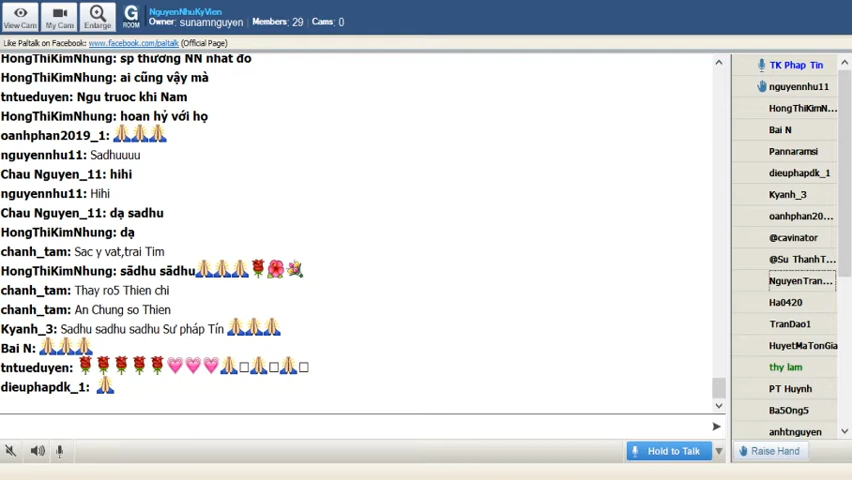 View Cam
My Cam
Enlarge
G
ROOM
NguyenNhuKyVien
Owner: sunamnguyen , Members: 29 , Cams: 0
Like Paltalk on Facebook: www.facebook.com/paltalk (Official Page)
HongThiKimNhung: sp thường NN nhất đó
HongThiKimNhung: ai cũng vậy mà
tntueduyen: Ngu truoc khi Nam
HongThiKimNhung: hoan hỷ với họ
oanhphan2019_1: 🙏🙏🙏
nguyennhu11: Sadhuuuu
Chau Nguyen_11: hihi
nguyennhu11: Hihi
Chau Nguyen_11: dạ sadhu
HongThiKimNhung: dạ
chanh_tam: Sac y vat,trai Tim
HongThiKimNhung: sādhu sādhu🙏🙏🙏🌹🌺💐
chanh_tam: Thay ro5 Thien chi
chanh_tam: An Chung so Thien
Kyanh_3: Sadhu sadhu sadhu Sư pháp Tín 🙏🙏🙏
Bai N: 🙏🙏🙏
tntueduyen: 🌹🌹🌹🌹🌹💗💗💗🙏□🙏□🙏□
dieuphapdk_1: 🙏
Hold to Talk
TK Phap Tin
nguyennhu11
HongThiKimN...
Bai N
Pannaramsi
dieuphapdk_1
Kyanh_3
oanhphan20...
@cavinator
@Su ThanhT...
NguyenTran...
Ha0420
TranDao1
HuyetMaTonGia
thy lam
PT Huynh
Ba5Ong5
anhtnguyen
Raise Hand